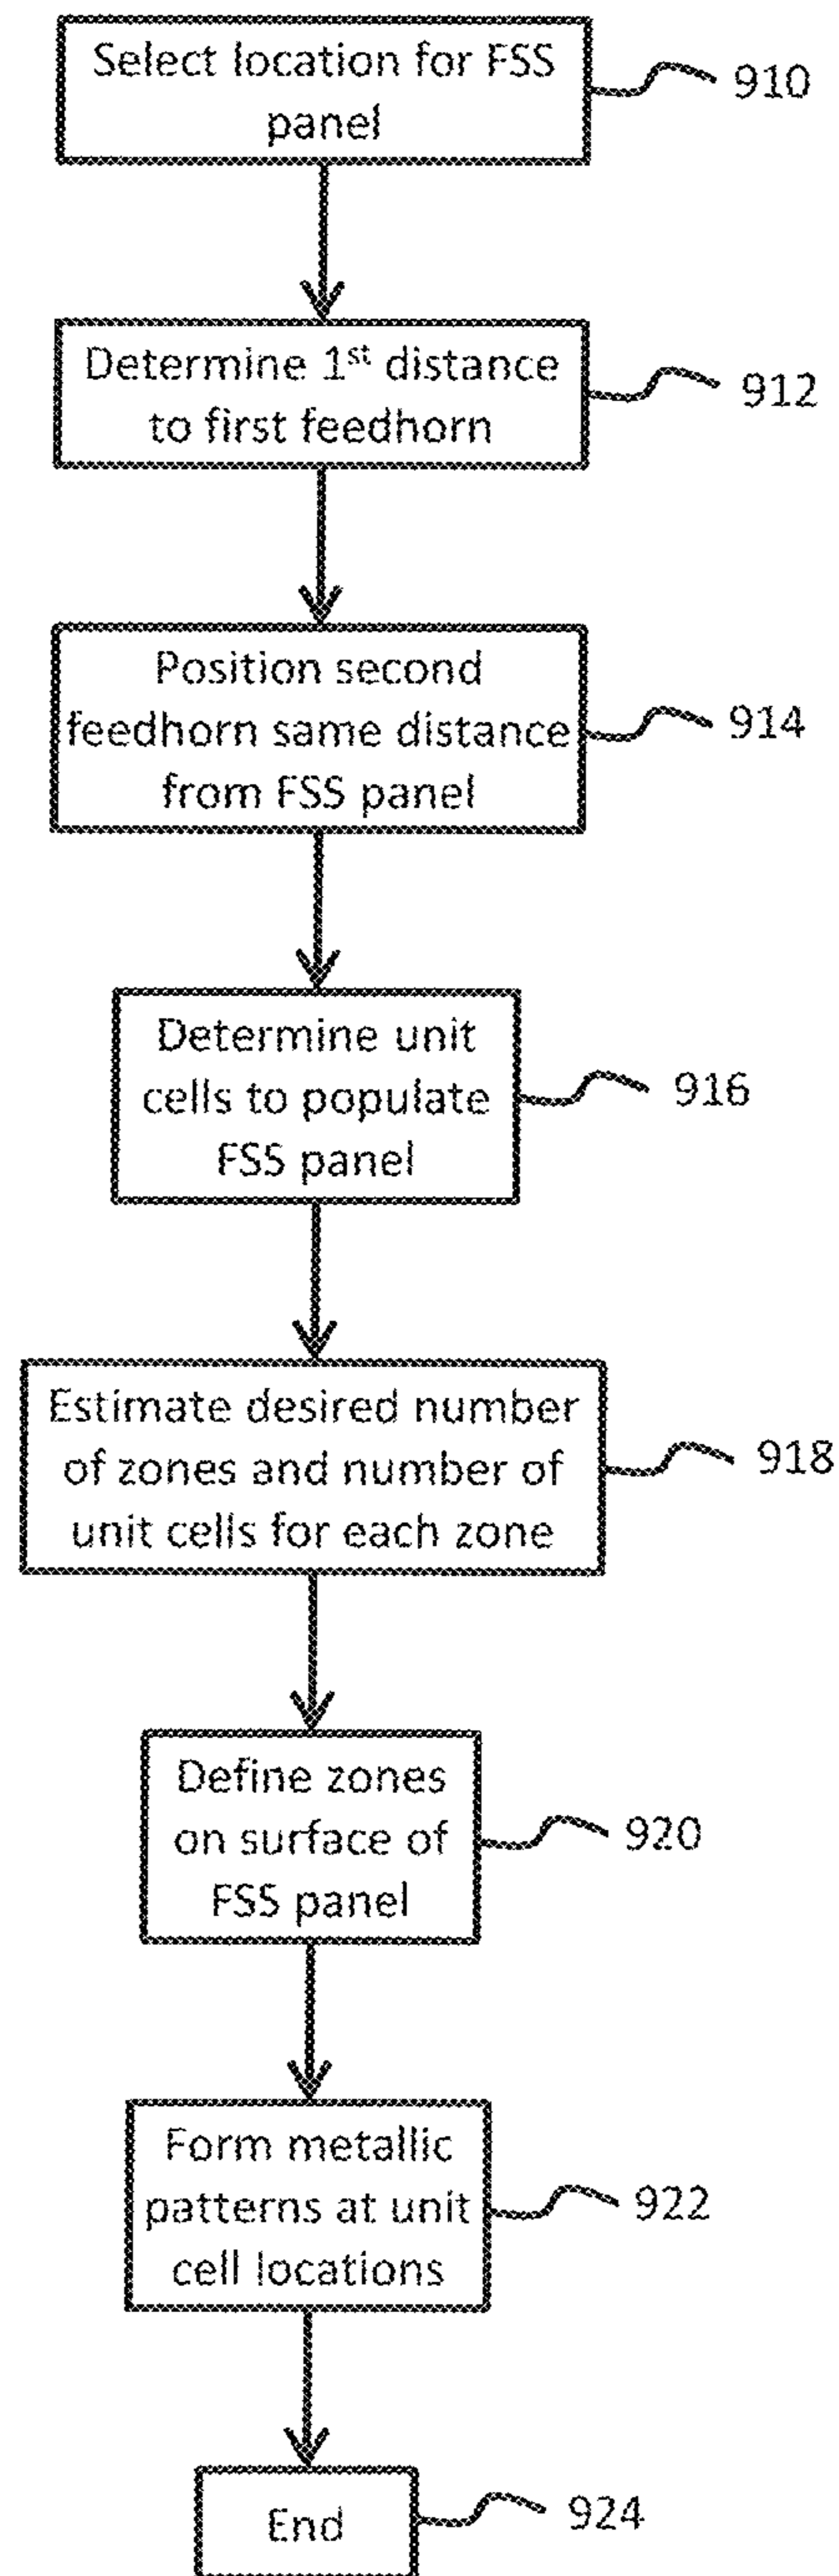 Select location for FSS
panel
910
Determine 1st distance
to first feedhorn
912
Position second
feedhorn same distance
from FSS panel
914
Determine unit
cells to populate
FSS panel
916
Estimate desired number
of zones and number of
unit cells for each zone
918
Define zones
on surface of
FSS panel
920
Form metallic
patterns at unit
cell locations
922
End
924